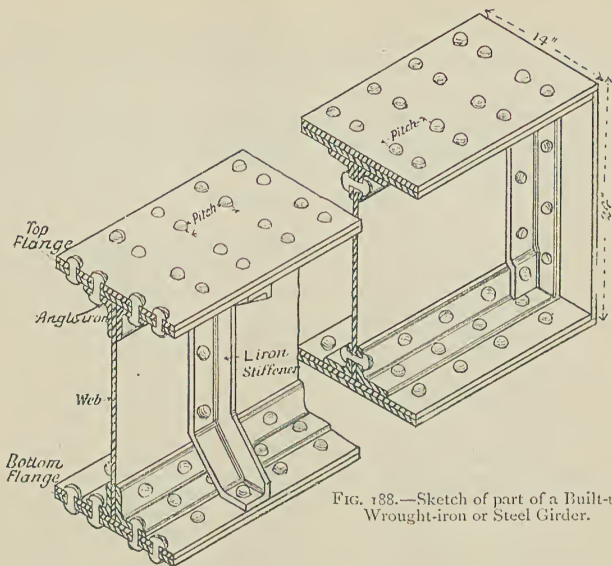 14"
Pitch
Pitch
Top
Flange
Angle iron
L iron
Stiffener
Web
Bottom
Flange
FIG. 188.—Sketch of part of a Built-u
Wrought-iron or Steel Girder.